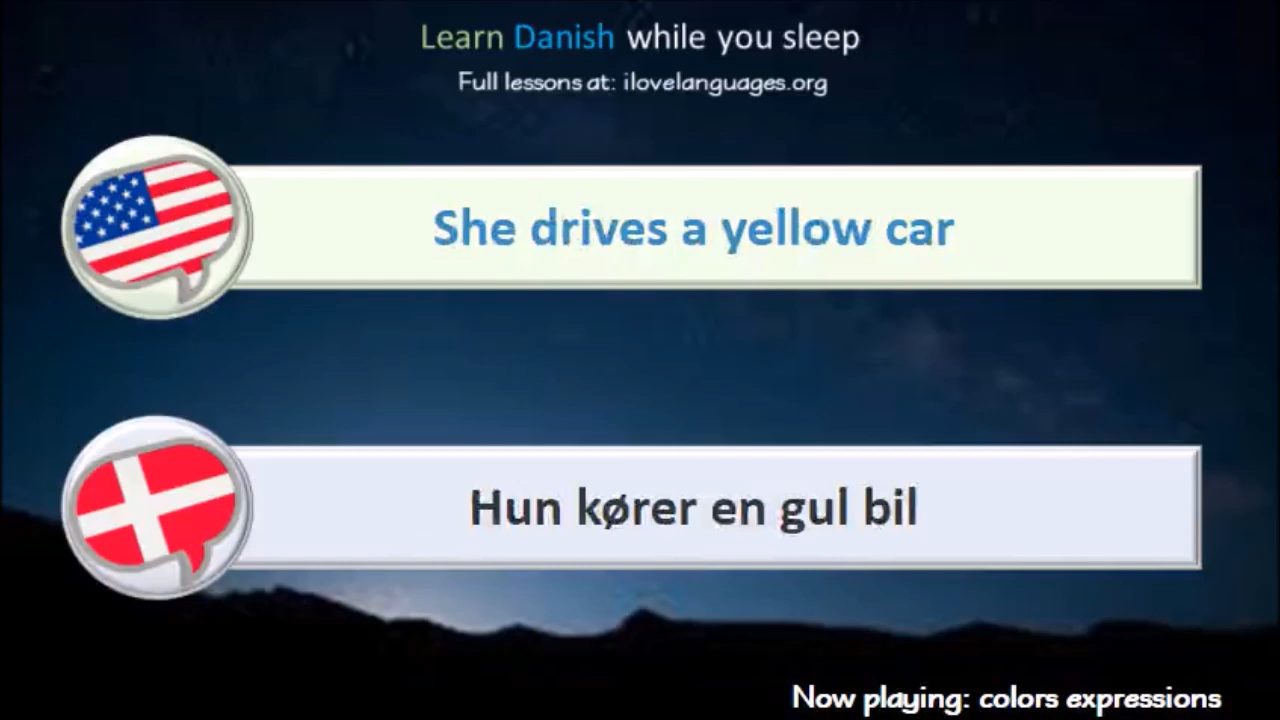 Learn Danish while you sleep
Full lessons at: ilovelanguages.org
She drives a yellow car
Hun kører en gul bil
Now playing: colors expressions